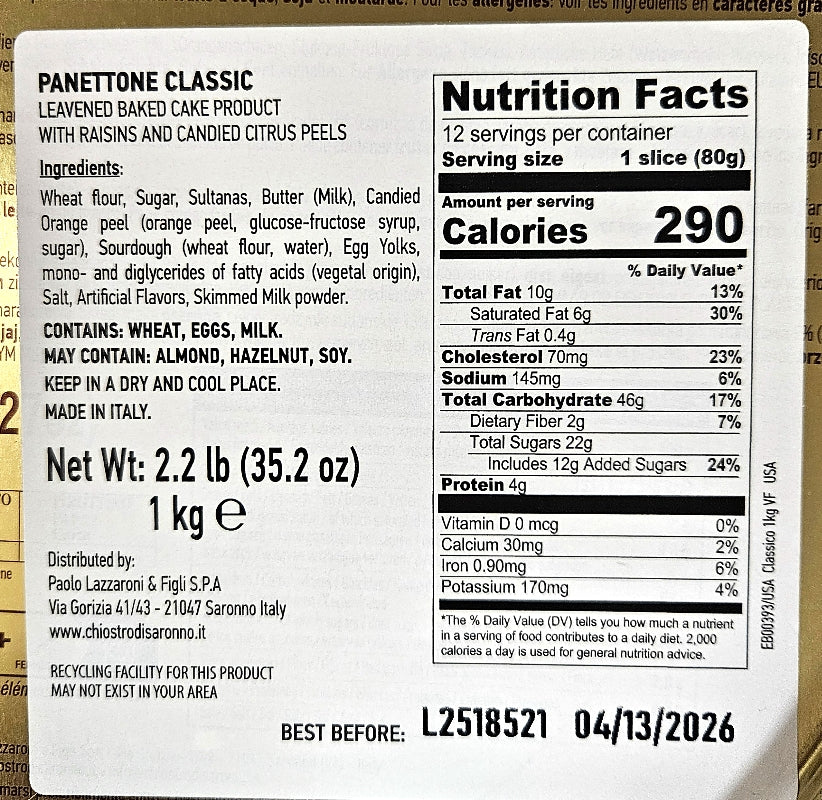 allergènes: voir les ingrédients en caractères gra
PANETTONE CLASSIC
LEAVENED BAKED CAKE PRODUCT
WITH RAISINS AND CANDIED CITRUS PEELS
Ingredients:
Wheat flour, Sugar, Sultanas, Butter (Milk), Candied
Orange peel (orange peel, glucose-fructose syrup,
sugar), Sourdough (wheat flour, water), Egg Yolks,
mono- and diglycerides of fatty acids (vegetal origin),
Salt, Artificial Flavors, Skimmed Milk powder.
CONTAINS: WHEAT, EGGS, MILK.
MAY CONTAIN: ALMOND, HAZELNUT, SOY.
KEEP IN A DRY AND COOL PLACE.
MADE IN ITALY.
Net Wt: 2.2 lb (35.2 oz)
1 kg e
Distributed by:
Paolo Lazzaroni & Figli S.P.A
Via Gorizia 41/43 - 21047 Saronno Italy
www.chiostrodisaronno.it
RECYCLING FACILITY FOR THIS PRODUCT
MAY NOT EXIST IN YOUR AREA
Nutrition Facts
12 servings per container
Serving size 1 slice (80g)
Amount per serving
Calories 290
% Daily Value*
Total Fat 10g 13%
Saturated Fat 6g 30%
Trans Fat 0.4g
Cholesterol 70mg 23%
Sodium 145mg 6%
Total Carbohydrate 46g 17%
Dietary Fiber 2g 7%
Total Sugars 22g
Includes 12g Added Sugars 24%
Protein 4g
Vitamin D 0 mcg 0%
Calcium 30mg 2%
Iron 0.90mg 6%
Potassium 170mg 4%
*The % Daily Value (DV) tells you how much a nutrient
in a serving of food contributes to a daily diet. 2,000
calories a day is used for general nutrition advice.
EB00393/USA Classico 1kg VF USA
BEST BEFORE: L2518521 04/13/2026